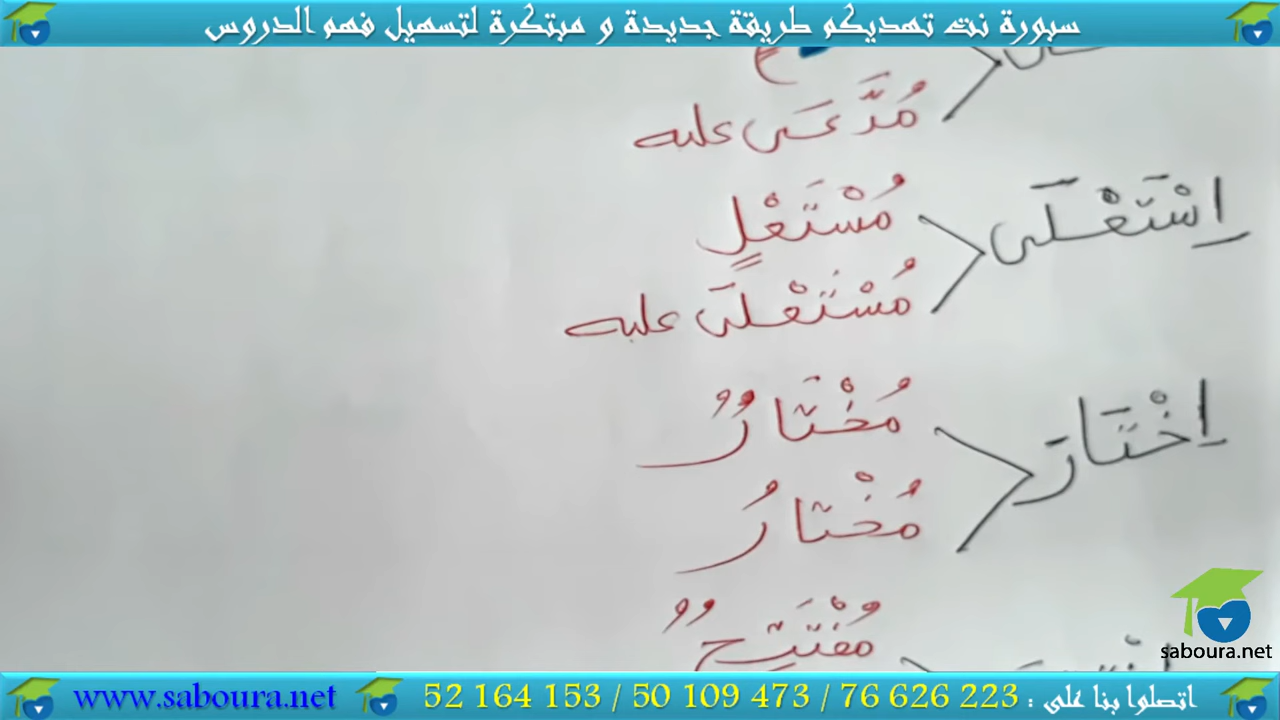 سبورة نت تهديكم طريقة جديدة و مبتكرة لتسهيل فهم الدروس
مُدَّعَى عليه
اِسْتَعْلَى
مُسْتَعْلٍ
مُسْتَعْلَى عليه
اِخْتَارَ
مُخْتَارٌ
مُخْتارُ
مُفْتَتِحٌ
saboura.net
اتصلوا بنا على : 52 164 153 / 50 109 473 / 76 626 223
www.saboura.net